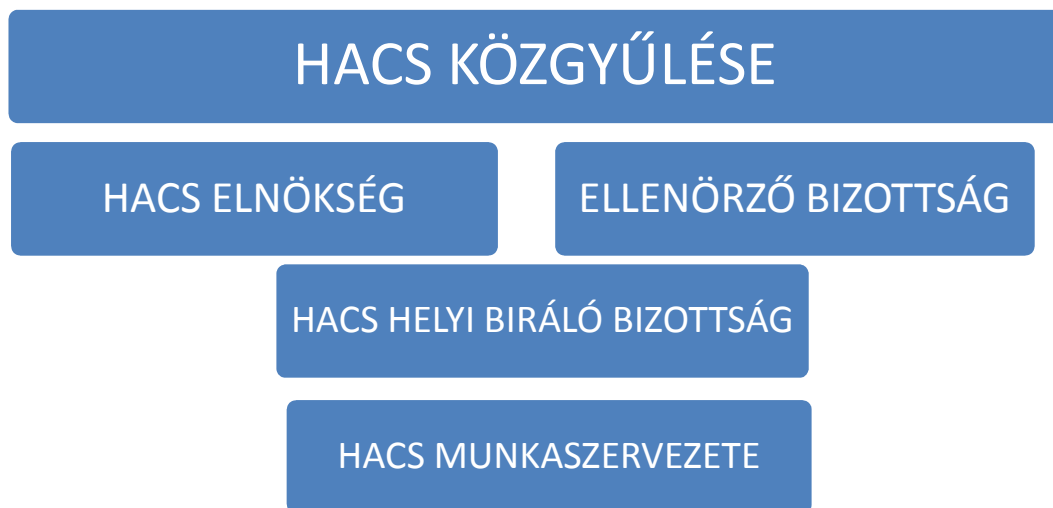 HACS KÖZGYŰLÉSE
HACS ELNÖKSÉG
ELLENÖRZŐ BIZOTTSÁG
HACS HELYI BIRÁLÓ BIZOTTSÁG
HACS MUNKASZERVEZETE